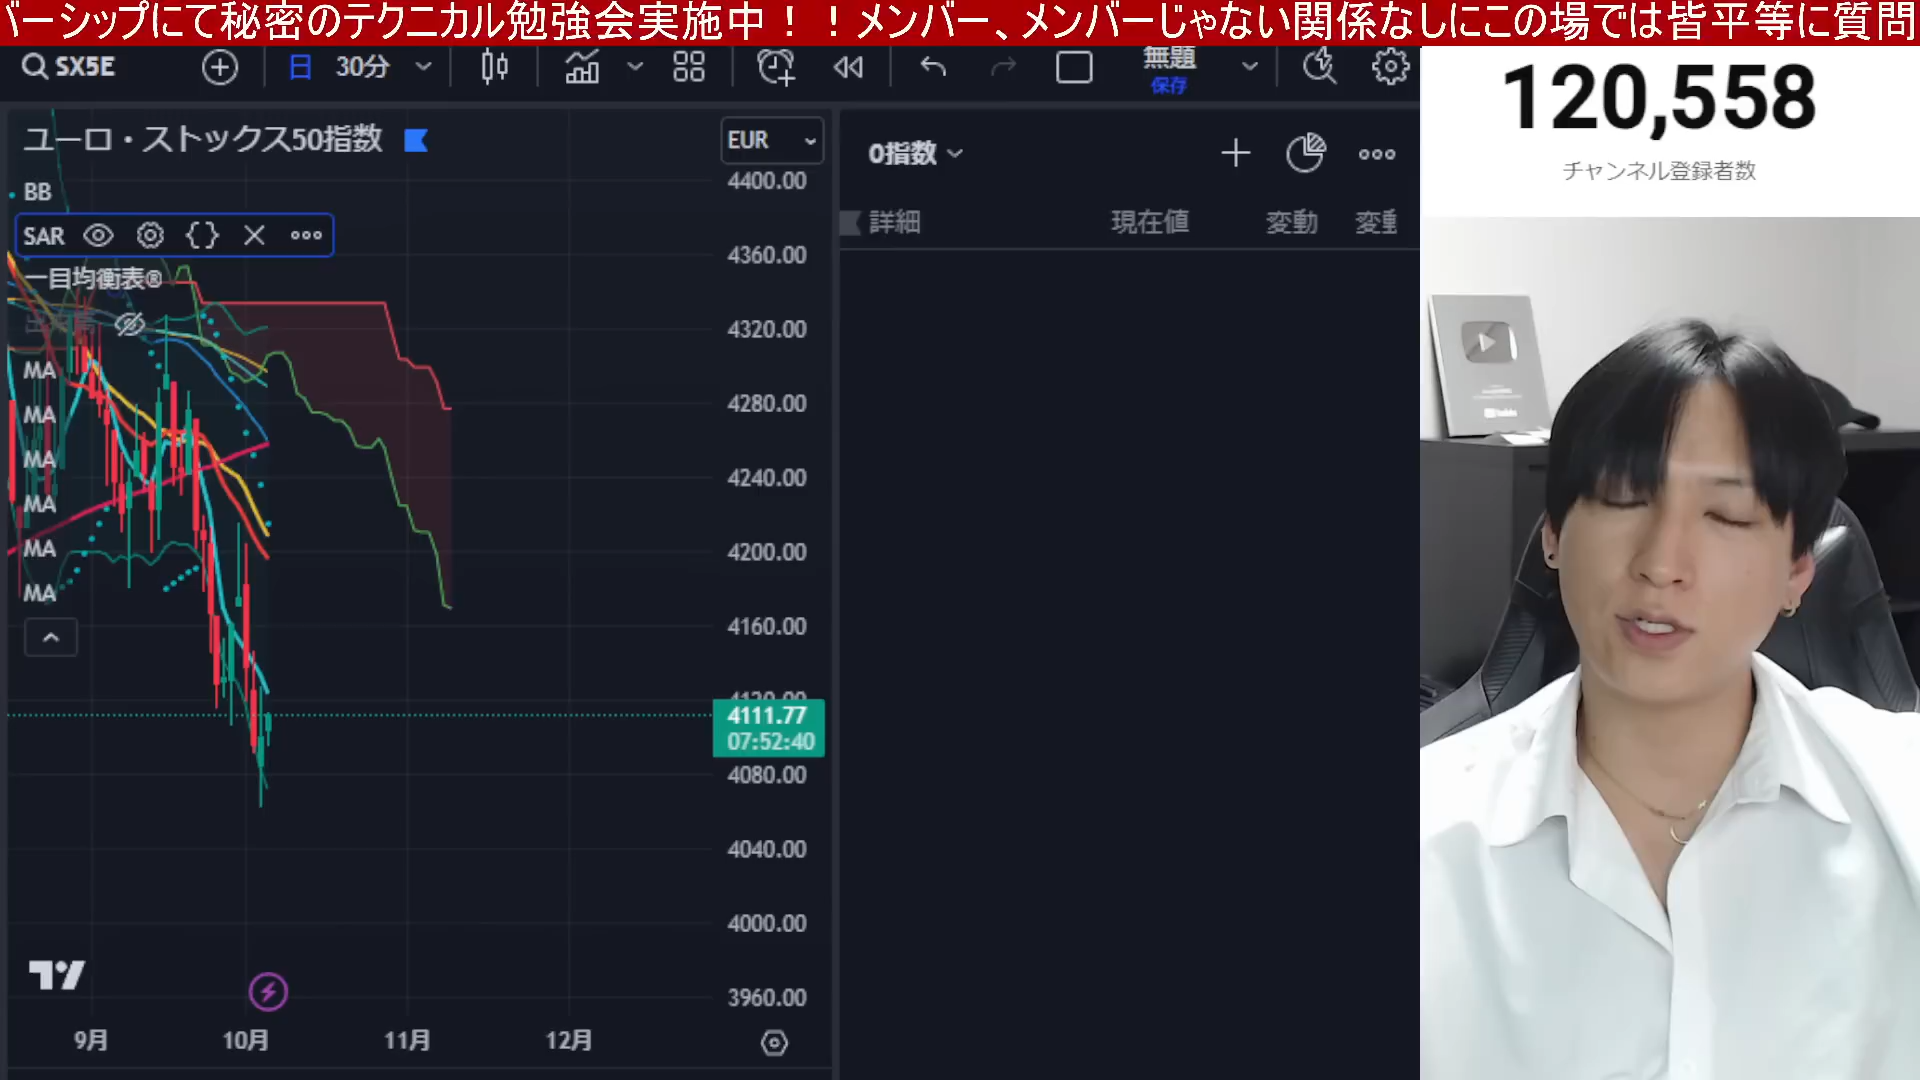 バーシップにて秘密のテクニカル勉強会実施中！！メンバー、メンバーじゃない関係なしにこの場では皆平等に質問
SX5E
日 30分
無題
保存
120,558
チャンネル登録者数
ユーロ・ストックス50指数
EUR
0指数
BB
SAR
一目均衡表®
MA
MA
MA
MA
MA
MA
詳細 現在値 変動
4400.00
4360.00
4320.00
4280.00
4240.00
4200.00
4160.00
4120.00
4111.77
07:52:40
4080.00
4040.00
4000.00
3960.00
9月 10月 11月 12月